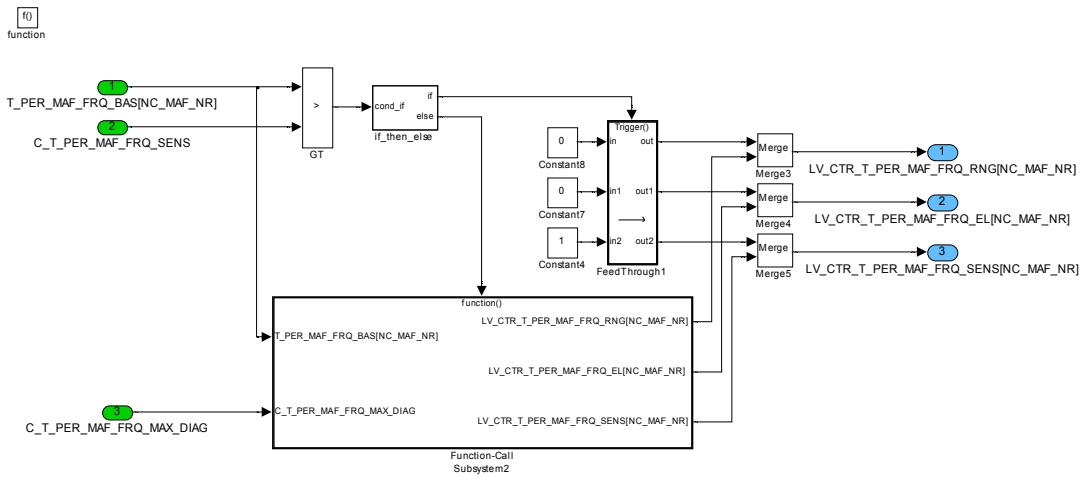 f()
function
1
T_PER_MAF_FRQ_BAS[NC_MAF_NR]
2
C_T_PER_MAF_FRQ_SENS
>
GT
cond_if
if
else
if_then_else
0
Constant8
0
Constant7
1
Constant4
Trigger()
in
out
in1
out1
in2
out2
FeedThrough1
Merge
Merge3
Merge
Merge4
Merge
Merge5
1
LV_CTR_T_PER_MAF_FRQ_RNG[NC_MAF_NR]
2
LV_CTR_T_PER_MAF_FRQ_EL[NC_MAF_NR]
3
LV_CTR_T_PER_MAF_FRQ_SENS[NC_MAF_NR]
function()
LV_CTR_T_PER_MAF_FRQ_RNG[NC_MAF_NR]
T_PER_MAF_FRQ_BAS[NC_MAF_NR]
LV_CTR_T_PER_MAF_FRQ_EL[NC_MAF_NR]
C_T_PER_MAF_FRQ_MAX_DIAG
LV_CTR_T_PER_MAF_FRQ_SENS[NC_MAF_NR]
3
C_T_PER_MAF_FRQ_MAX_DIAG
Function-Call
Subsystem2